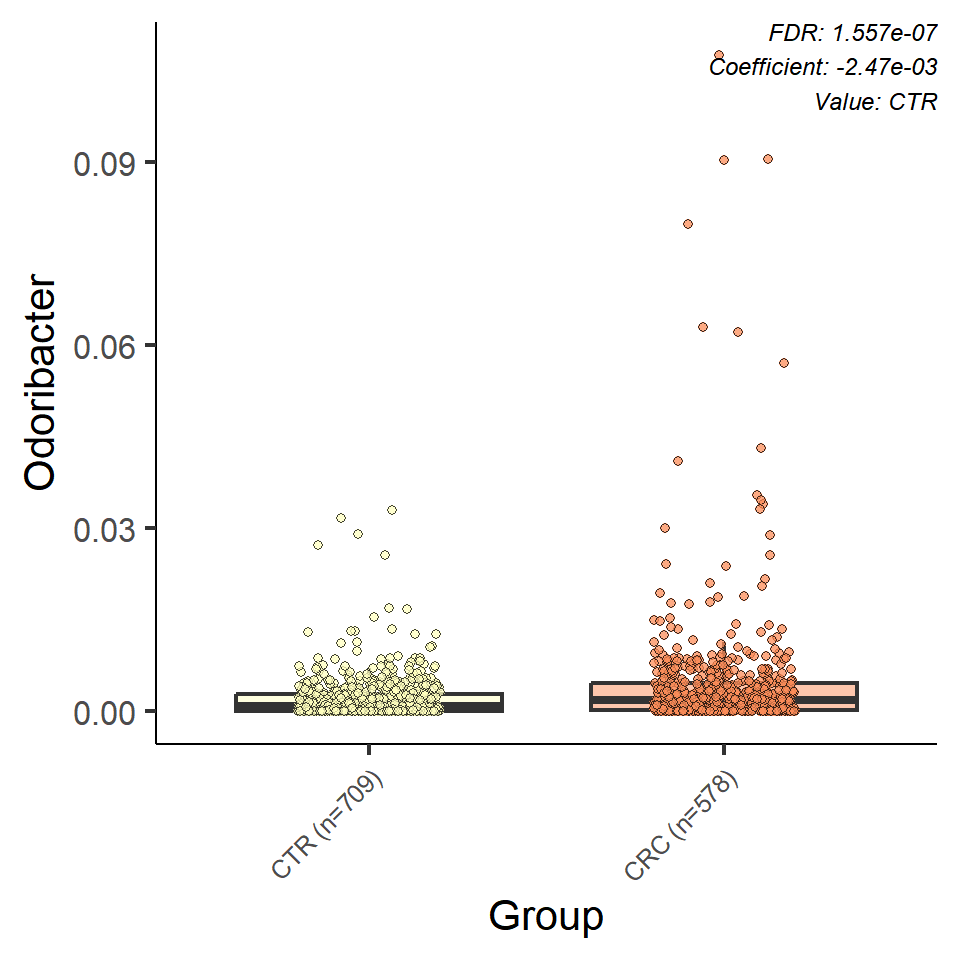 FDR: 1.557e-07
Coefficient: -2.47e-03
Value: CTR
Odoribacter
0.09
0.06
0.03
0.00
CTR (n=709)
CRC (n=578)
Group